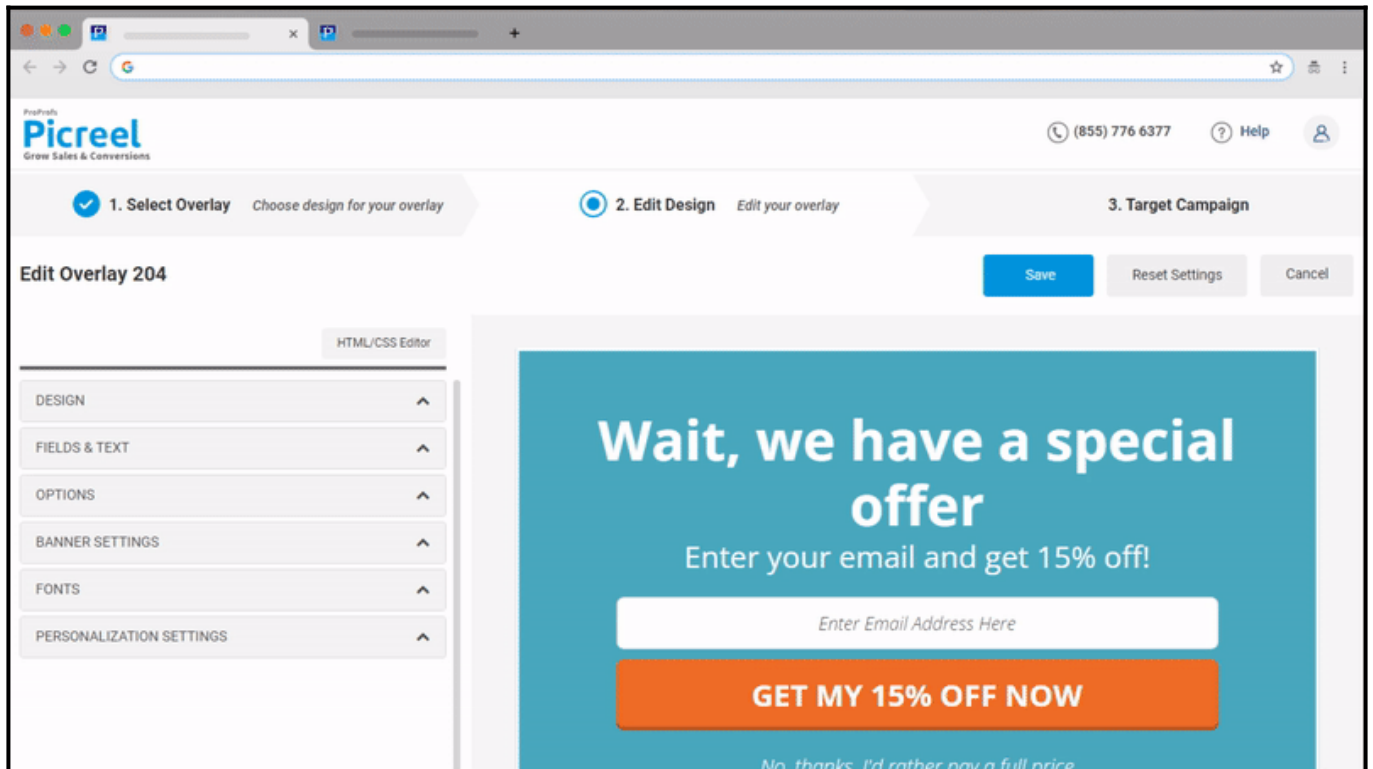 ProProfs
Picreel
Grow Sales & Conversions
(855) 776 6377
Help
1. Select Overlay Choose design for your overlay
2. Edit Design Edit your overlay
3. Target Campaign
Edit Overlay 204
Save
Reset Settings
Cancel
HTML/CSS Editor
DESIGN
FIELDS & TEXT
OPTIONS
BANNER SETTINGS
FONTS
PERSONALIZATION SETTINGS
Wait, we have a special
offer
Enter your email and get 15% off!
Enter Email Address Here
GET MY 15% OFF NOW
No, thanks, I'd rather pay a full price